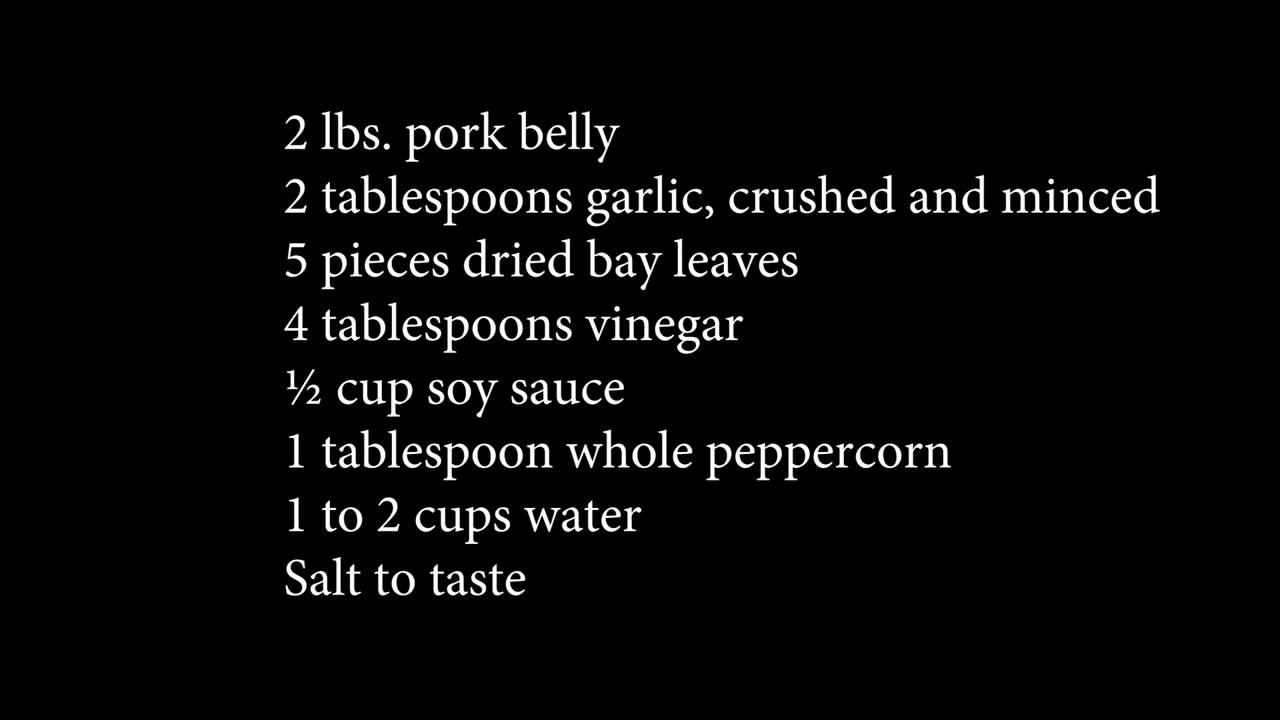 2 lbs. pork belly
2 tablespoons garlic, crushed and minced
5 pieces dried bay leaves
4 tablespoons vinegar
½ cup soy sauce
1 tablespoon whole peppercorn
1 to 2 cups water
Salt to taste